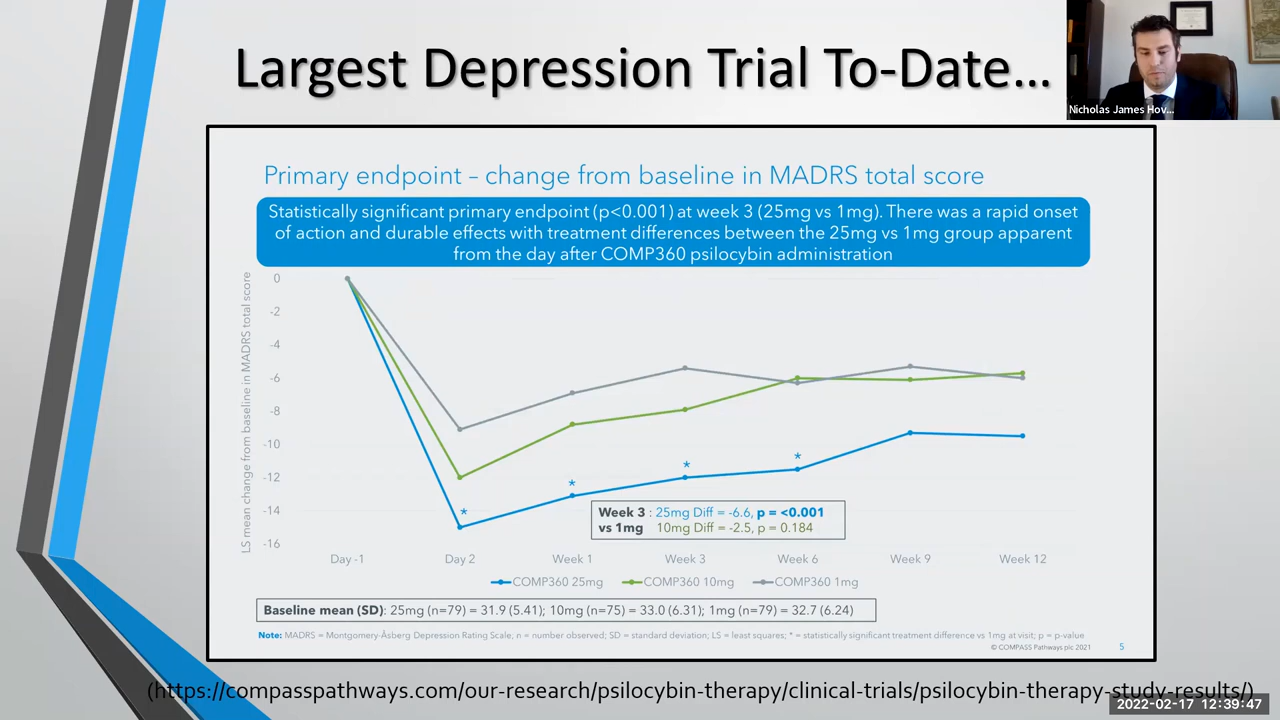 Largest Depression Trial To-Date...
Nicholas James Hov...
Primary endpoint – change from baseline in MADRS total score
Statistically significant primary endpoint (p<0.001) at week 3 (25mg vs 1mg). There was a rapid onset
of action and durable effects with treatment differences between the 25mg vs 1mg group apparent
from the day after COMP360 psilocybin administration
LS mean change from baseline in MADRS total score
0
-2
-4
-6
-8
-10
-12
-14
-16
*
*
*
*
Week 3 : 25mg Diff = -6.6, p = <0.001
vs 1mg 10mg Diff = -2.5, p = 0.184
Day -1 Day 2 Week 1 Week 3 Week 6 Week 9 Week 12
COMP360 25mg COMP360 10mg COMP360 1mg
Baseline mean (SD): 25mg (n=79) = 31.9 (5.41); 10mg (n=75) = 33.0 (6.31); 1mg (n=79) = 32.7 (6.24)
Note: MADRS = Montgomery-Åsberg Depression Rating Scale; n = number observed; SD = standard deviation; LS = least squares; * = statistically significant treatment difference vs 1mg at visit; p = p-value
© COMPASS Pathways plc 2021 5
(https://compasspathways.com/our-research/psilocybin-therapy/clinical-trials/psilocybin-therapy-study-results/)
2022-02-17 12:39:47